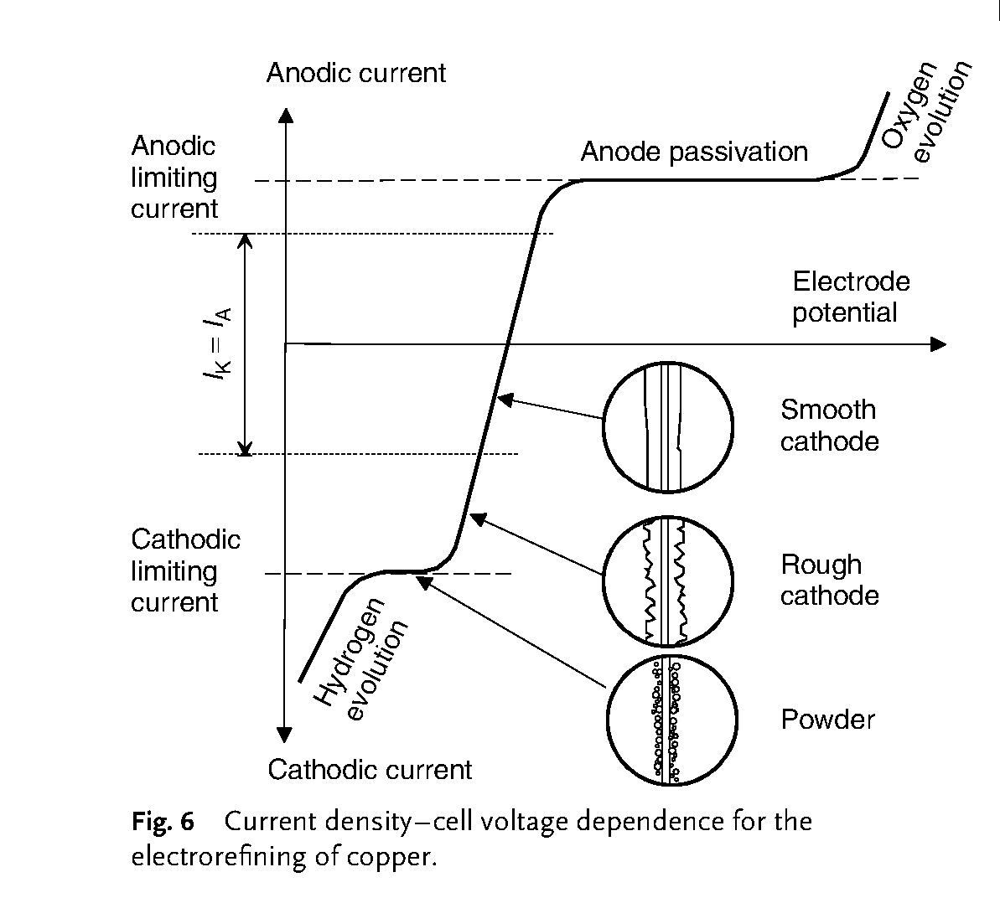 Anodic current
Anodic
limiting
current
Anode passivation
Oxygen
evolution
Electrode
potential
I_K = I_A
Smooth
cathode
Cathodic
limiting
current
Rough
cathode
Hydrogen
evolution
Powder
Cathodic current
Fig. 6 Current density–cell voltage dependence for the
electrorefining of copper.